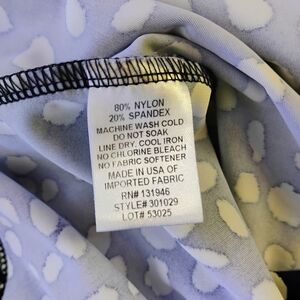 80% NYLON
20% SPANDEX
MACHINE WASH COLD
DO NOT SOAK
LINE DRY, COOL IRON
NO CHLORINE BLEACH
NO FABRIC SOFTENER
MADE IN USA OF
IMPORTED FABRIC
RN# 131946
STYLE# 301029
LOT# 53025